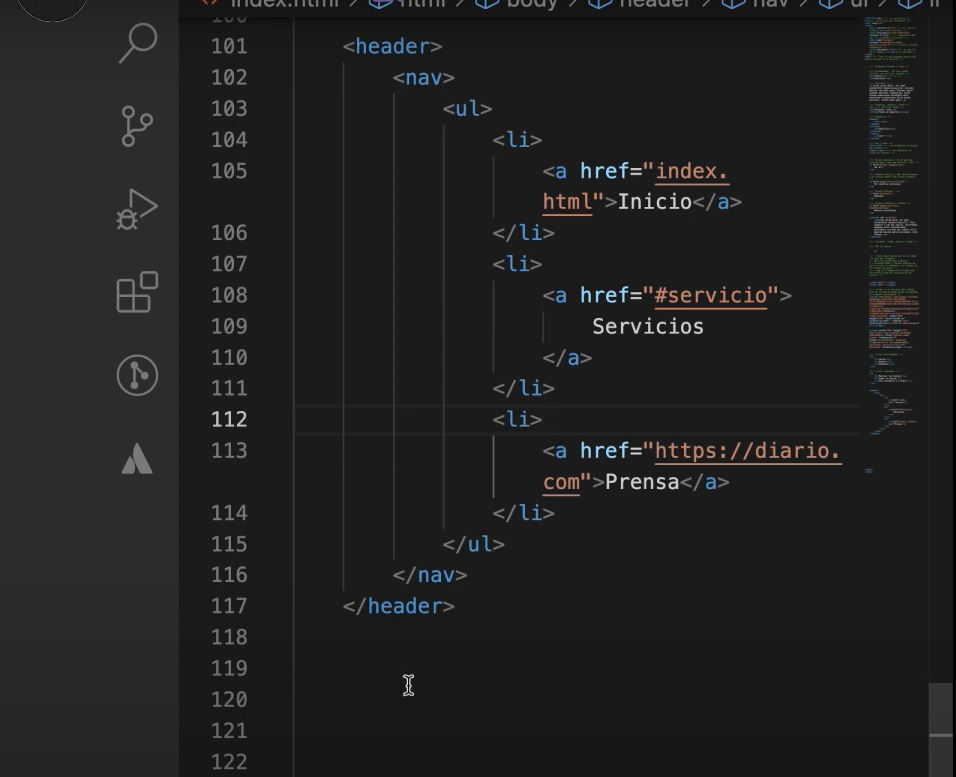 index.html > html > body > header > nav > ul > li
100
101 <header>
102 <nav>
103 <ul>
104 <li>
105 <a href="index.
html">Inicio</a>
106 </li>
107 <li>
108 <a href="#servicio">
109 Servicios
110 </a>
111 </li>
112 <li>
113 <a href="https://diario.
com">Prensa</a>
114 </li>
115 </ul>
116 </nav>
117 </header>
118
119
120
121
122